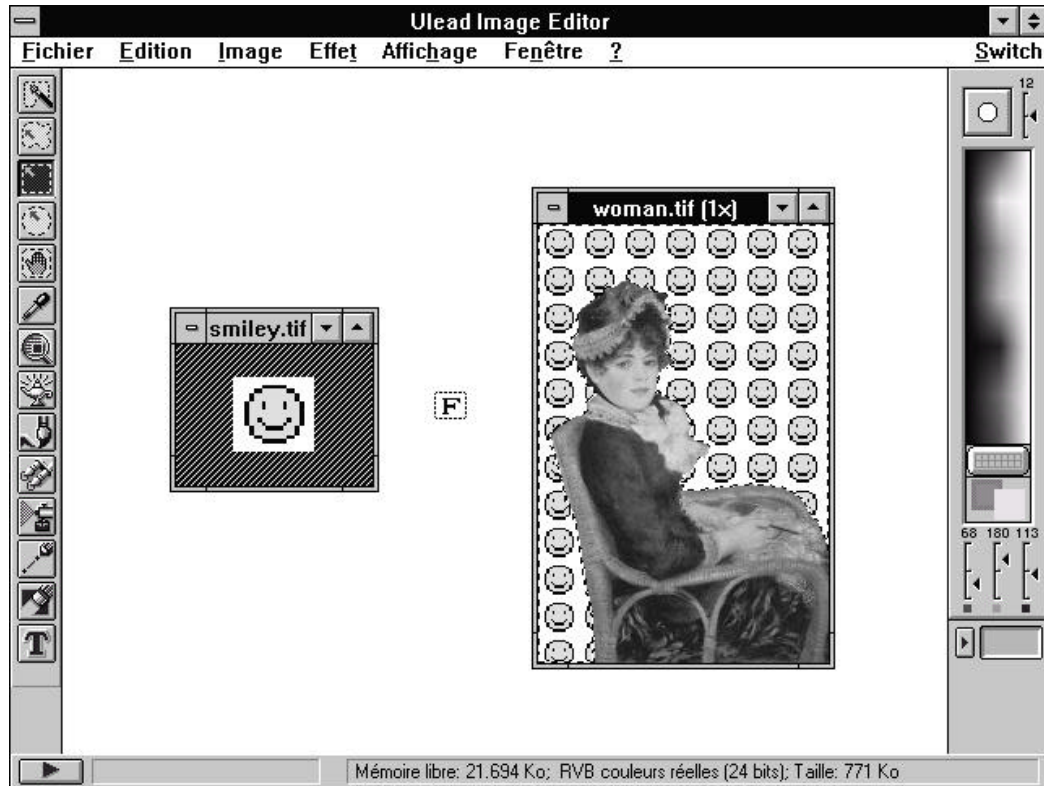 Ulead Image Editor
Fichier Edition Image Effet Affichage Fenêtre ? Switch
12
woman.tif (1×)
smiley.tif
F
68 180 113
T
Mémoire libre: 21.694 Ko; RVB couleurs réelles (24 bits); Taille: 771 Ko